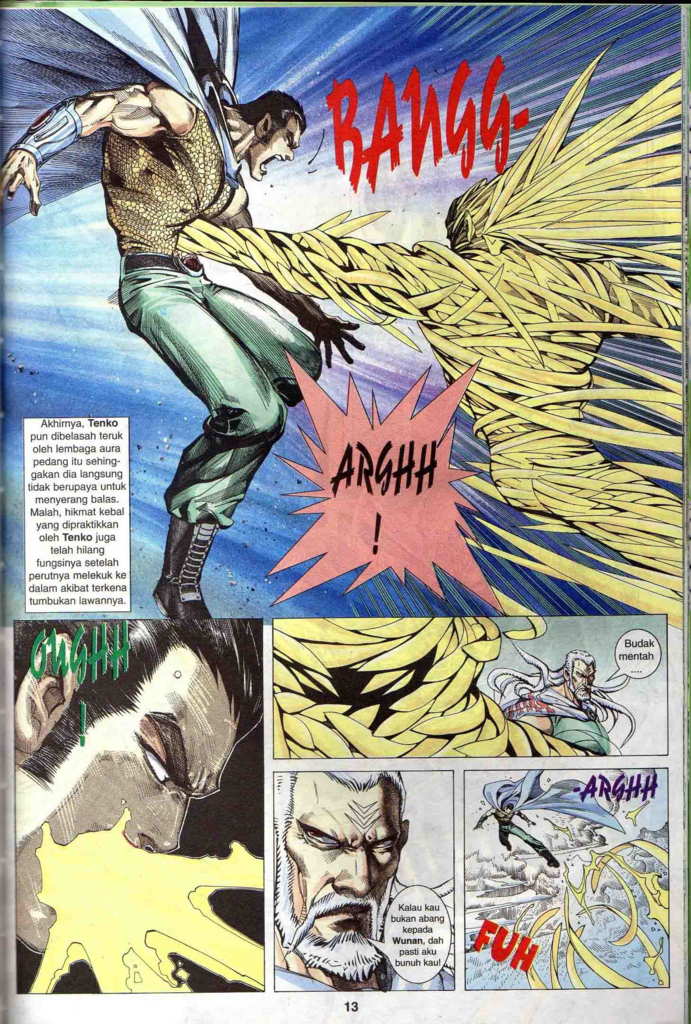 BANGG-
ARGHH
!
Akhirnya, Tenko
pun dibelasah teruk
oleh lembaga aura
pedang itu sehing-
gakan dia langsung
tidak berupaya untuk
menyerang balas.
Malah, hikmat kebal
yang dipraktikkan
oleh Tenko juga
telah hilang
fungsinya setelah
perutnya melekuk ke
dalam akibat terkena
tumbukan lawannya.
OUGHH
!
Budak
mentah
....
Kalau kau
bukan abang
kepada
Wunan, dah
pasti aku
bunuh kau!
-ARGHH
FUH
13